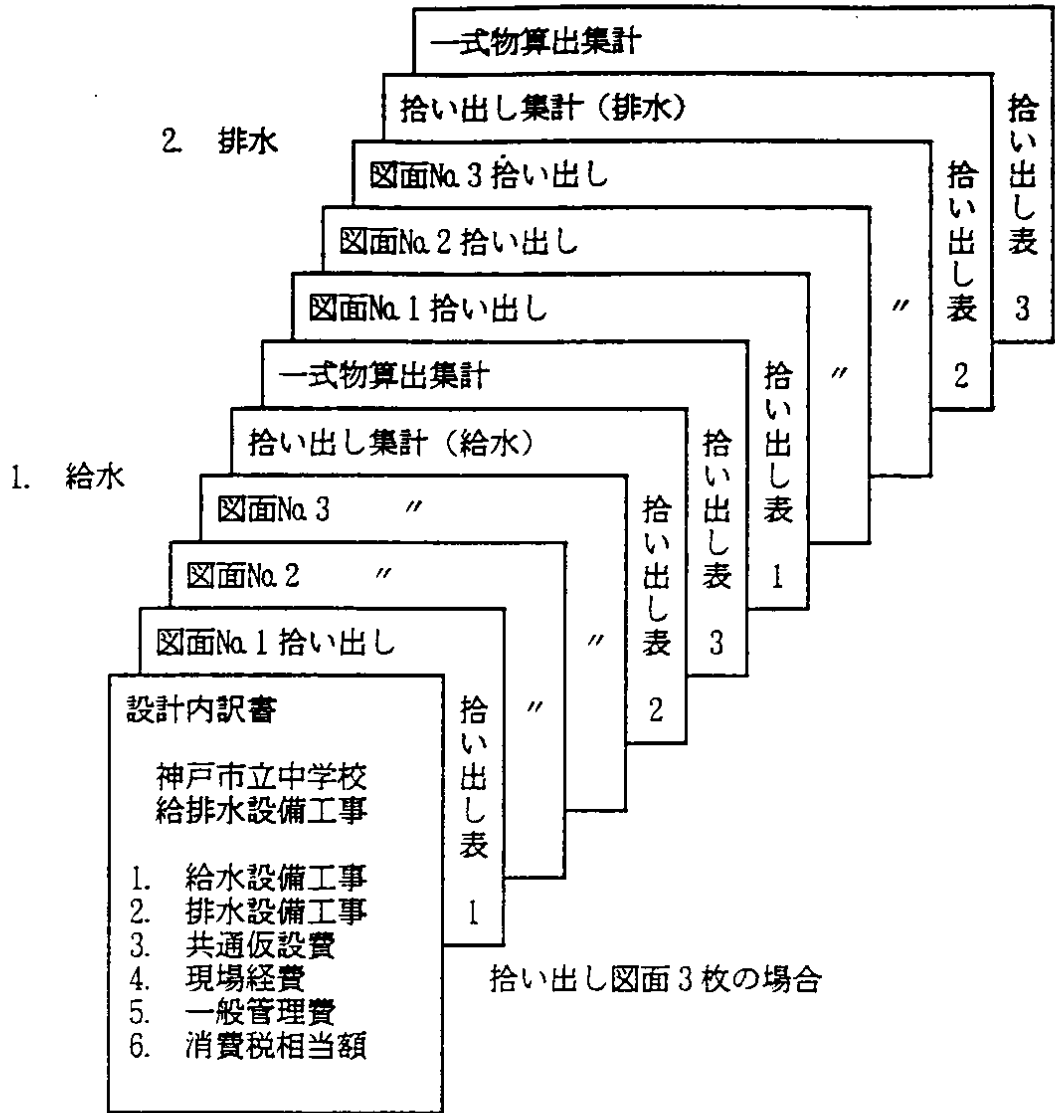 一式物算出集計
拾い出し集計（排水）
2. 排水
図面No.3拾い出し
図面No.2拾い出し
図面No.1拾い出し
一式物算出集計
拾い出し集計（給水）
1. 給水
図面No.3 〃
図面No.2 〃
図面No.1拾い出し
設計内訳書
神戸市立中学校
給排水設備工事
1. 給水設備工事
2. 排水設備工事
3. 共通仮設費
4. 現場経費
5. 一般管理費
6. 消費税相当額
拾い出し表 1
〃
〃
拾い出し表 2
拾い出し表 3
拾い出し表 1
〃
〃
拾い出し表 2
拾い出し表 3
拾い出し図面3枚の場合